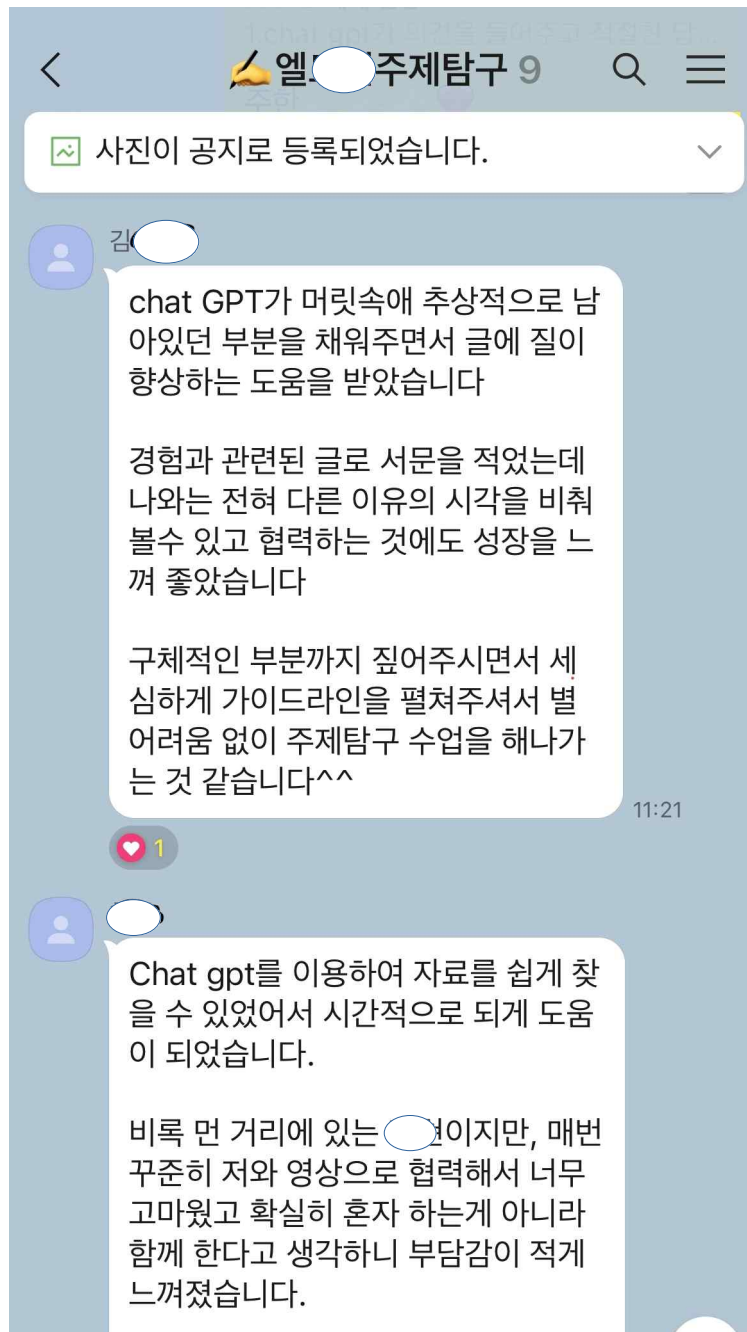 엘 주제탐구 9
사진이 공지로 등록되었습니다.
김
chat GPT가 머릿속애 추상적으로 남
아있던 부분을 채워주면서 글에 질이
향상하는 도움을 받았습니다
경험과 관련된 글로 서문을 적었는데
나와는 전혀 다른 이유의 시각을 비춰
볼수 있고 협력하는 것에도 성장을 느
껴 좋았습니다
구체적인 부분까지 짚어주시면서 세
심하게 가이드라인을 펼쳐주셔서 별
어려움 없이 주제탐구 수업을 해나가
는 것 같습니다^^
11:21
1
Chat gpt를 이용하여 자료를 쉽게 찾
을 수 있었어서 시간적으로 되게 도움
이 되었습니다.
비록 먼 거리에 있는 이지만, 매번
꾸준히 저와 영상으로 협력해서 너무
고마웠고 확실히 혼자 하는게 아니라
함께 한다고 생각하니 부담감이 적게
느껴졌습니다.